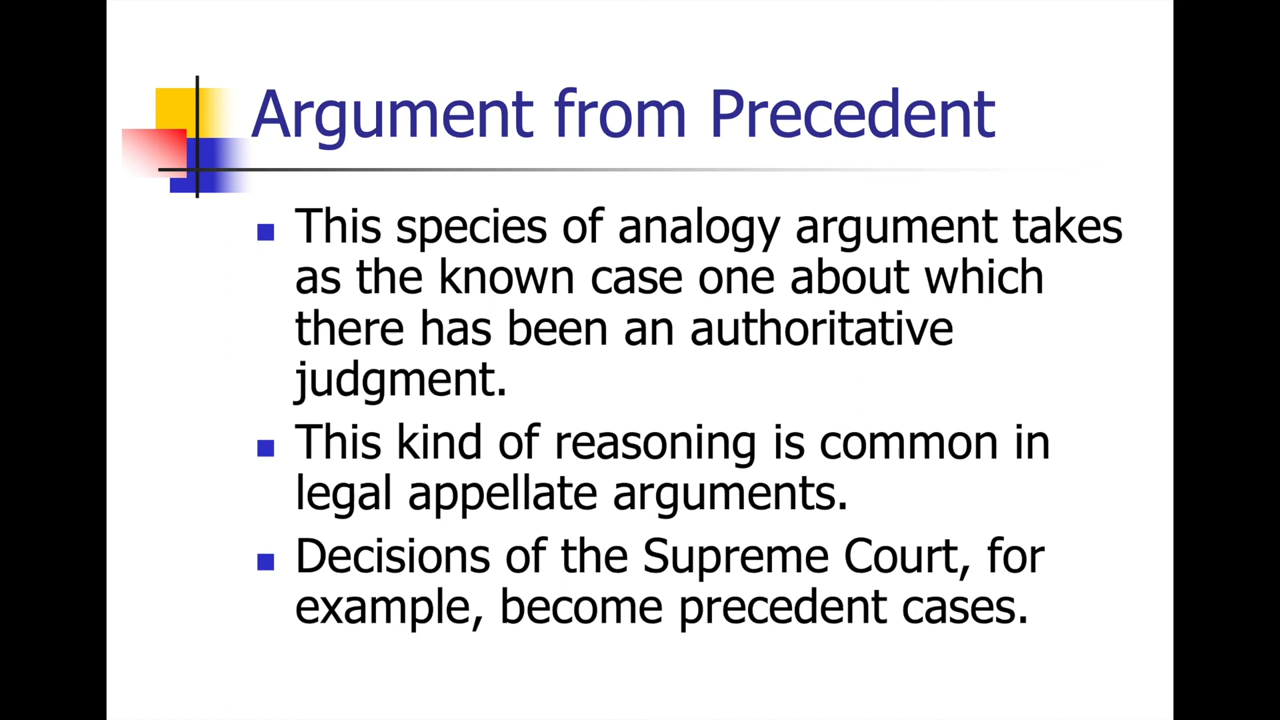 Argument from Precedent
This species of analogy argument takes
as the known case one about which
there has been an authoritative
judgment.
This kind of reasoning is common in
legal appellate arguments.
Decisions of the Supreme Court, for
example, become precedent cases.